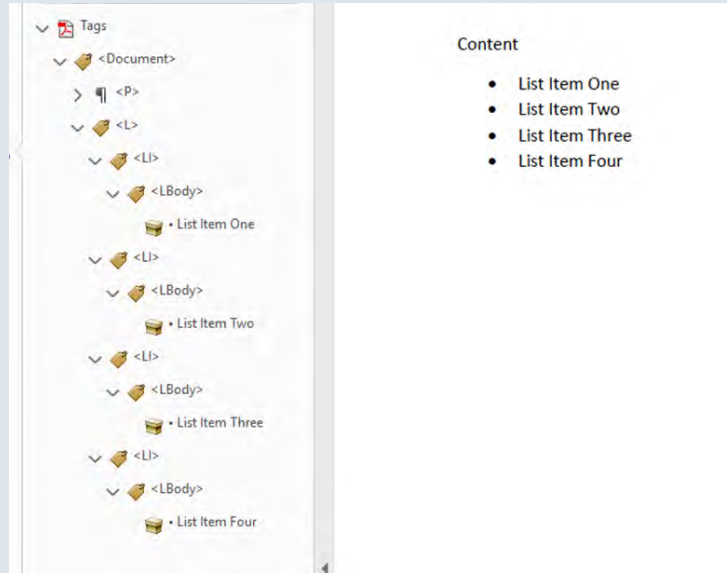 Tags
<Document>
<P>
<L>
<LI>
<LBody>
• List Item One
<LI>
<LBody>
• List Item Two
<LI>
<LBody>
• List Item Three
<LI>
<LBody>
• List Item Four
Content
• List Item One
• List Item Two
• List Item Three
• List Item Four